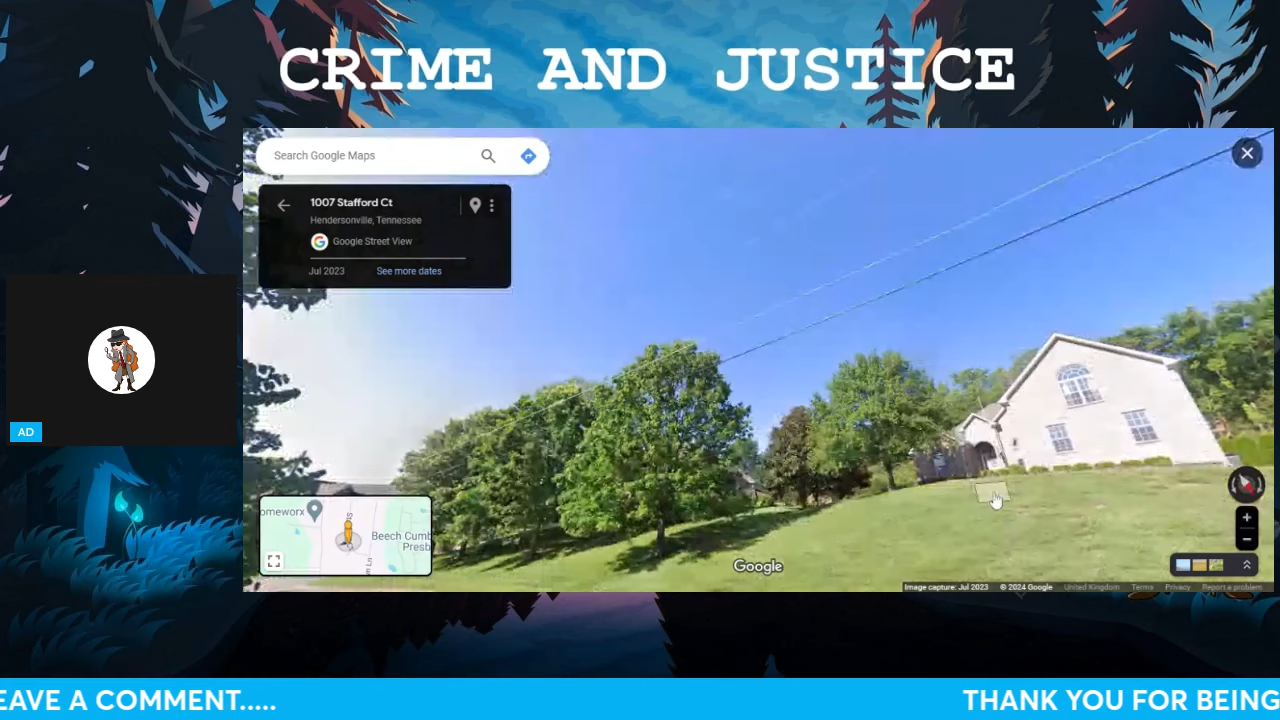 CRIME AND JUSTICE
Search Google Maps
1007 Stafford Ct
Hendersonville, Tennessee
Google Street View
Jul 2023 See more dates
AD
omeworx
Beech Cumb
Presb
Google
Image capture: Jul 2023 © 2024 Google United Kingdom Terms Privacy Report a problem
EAVE A COMMENT..... THANK YOU FOR BEING